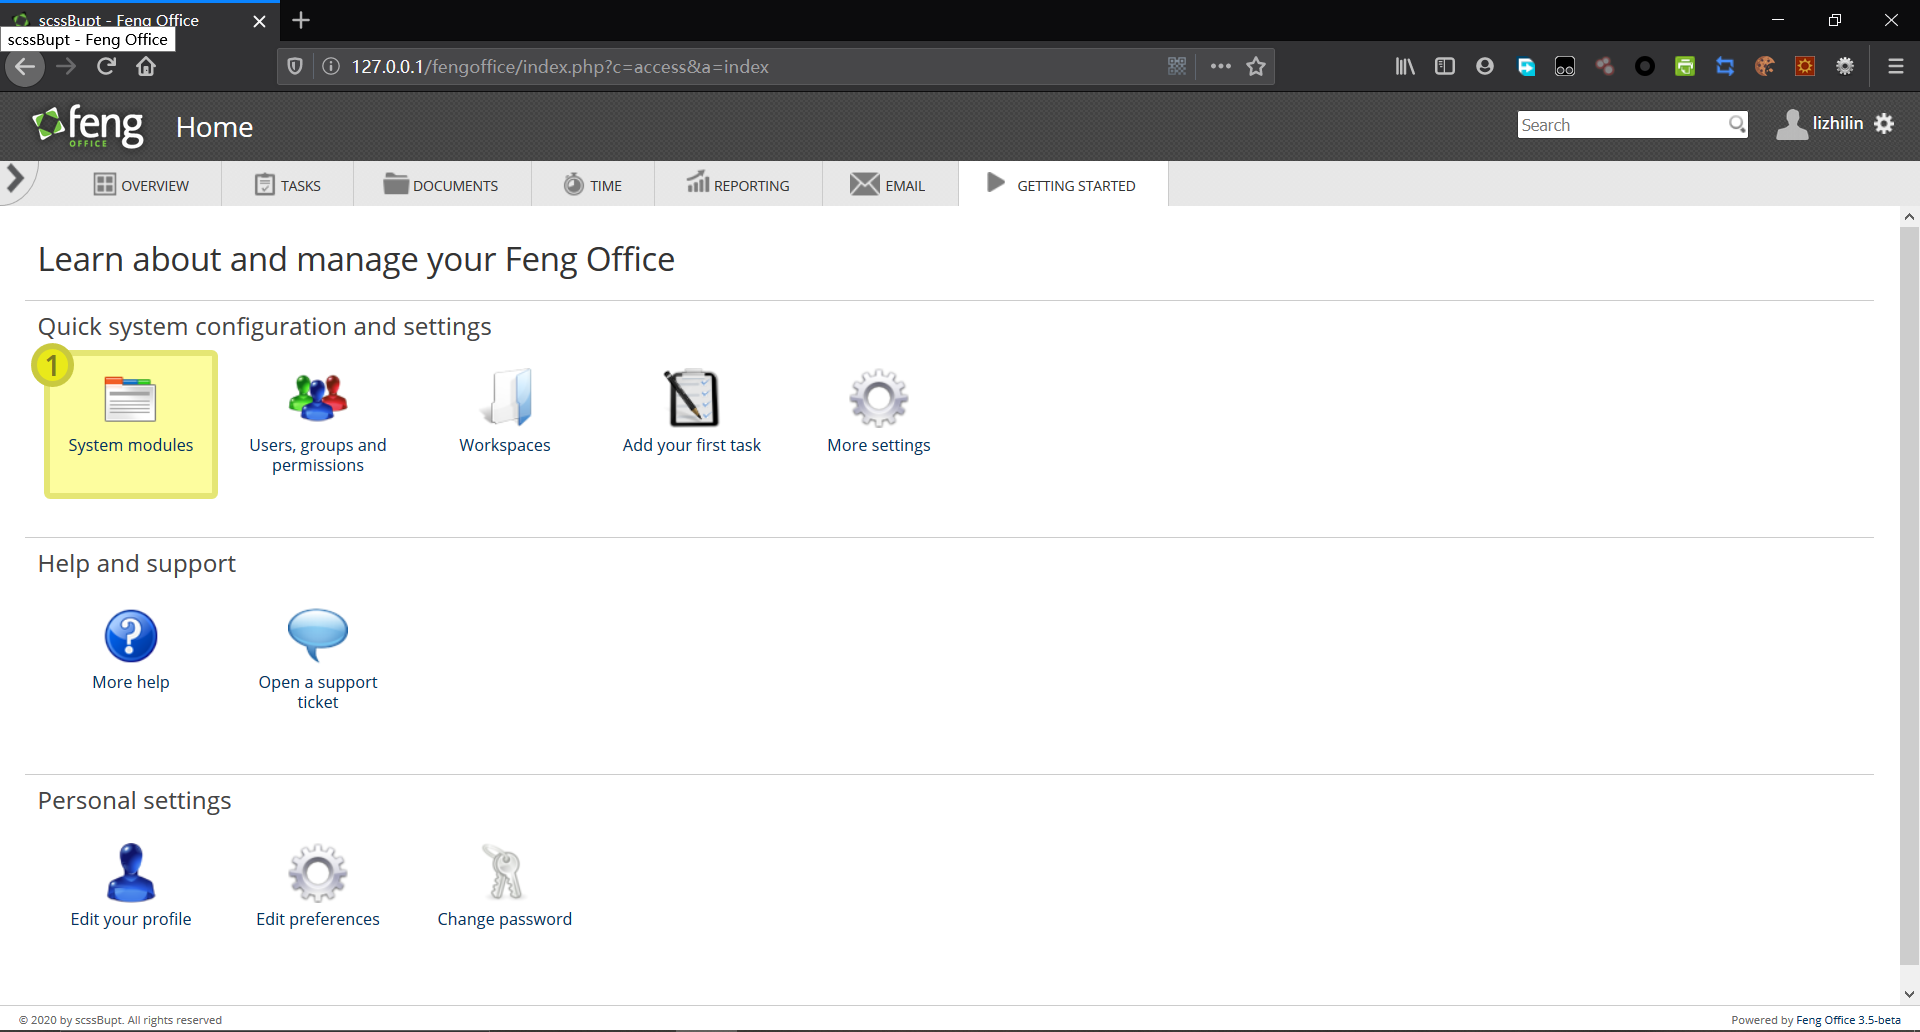 scssBupt - Feng Office
scssBupt - Feng Office
127.0.0.1/fengoffice/index.php?c=access&a=index
feng
OFFICE
Home
Search
lizhilin
OVERVIEW
TASKS
DOCUMENTS
TIME
REPORTING
EMAIL
GETTING STARTED
Learn about and manage your Feng Office
Quick system configuration and settings
1
System modules
Users, groups and
permissions
Workspaces
Add your first task
More settings
Help and support
?
More help
Open a support
ticket
Personal settings
Edit your profile
Edit preferences
Change password
© 2020 by scssBupt. All rights reserved
Powered by Feng Office 3.5-beta